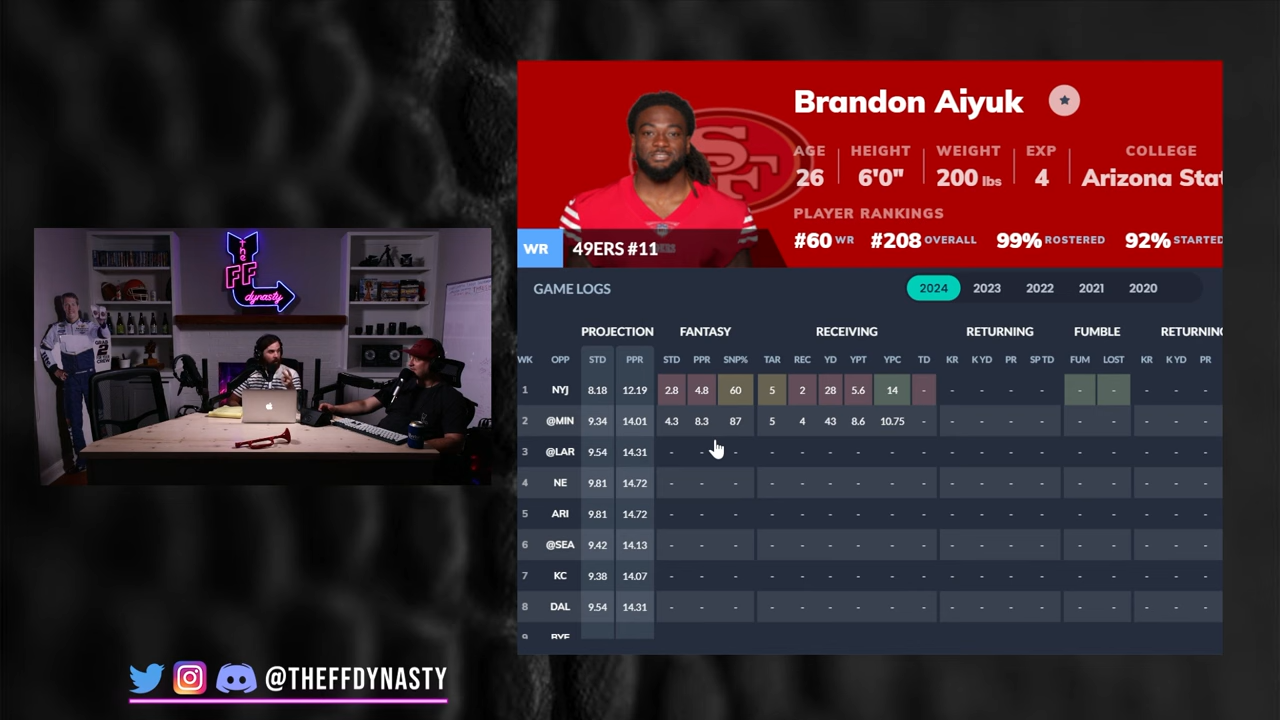 Brandon Aiyuk
AGE HEIGHT WEIGHT EXP COLLEGE
26 6'0" 200 lbs 4 Arizona Stat
PLAYER RANKINGS
#60 WR #208 OVERALL 99% ROSTERED 92% STARTED
WR 49ERS #11
SF
The
FF
dynasty
GAME LOGS 2024 2023 2022 2021 2020
PROJECTION FANTASY RECEIVING RETURNING FUMBLE RETURNING
WK OPP STD PPR STD PPR SNP% TAR REC YD YPT YPC TD KR K YD PR SP TD FUM LOST KR K YD PR
1 NYJ 8.18 12.19 2.8 4.8 60 5 2 28 5.6 14 - - - - - - - - - -
2 @MIN 9.34 14.01 4.3 8.3 87 5 4 43 8.6 10.75 - - - - - - - - - -
3 @LAR 9.54 14.31 - - - - - - - - - - - - - - - - - -
4 NE 9.81 14.72 - - - - - - - - - - - - - - - - - -
5 ARI 9.81 14.72 - - - - - - - - - - - - - - - - - -
6 @SEA 9.42 14.13 - - - - - - - - - - - - - - - - - -
7 KC 9.38 14.07 - - - - - - - - - - - - - - - - - -
8 DAL 9.54 14.31 - - - - - - - - - - - - - - - - - -
9 BYE
@THEFFDYNASTY